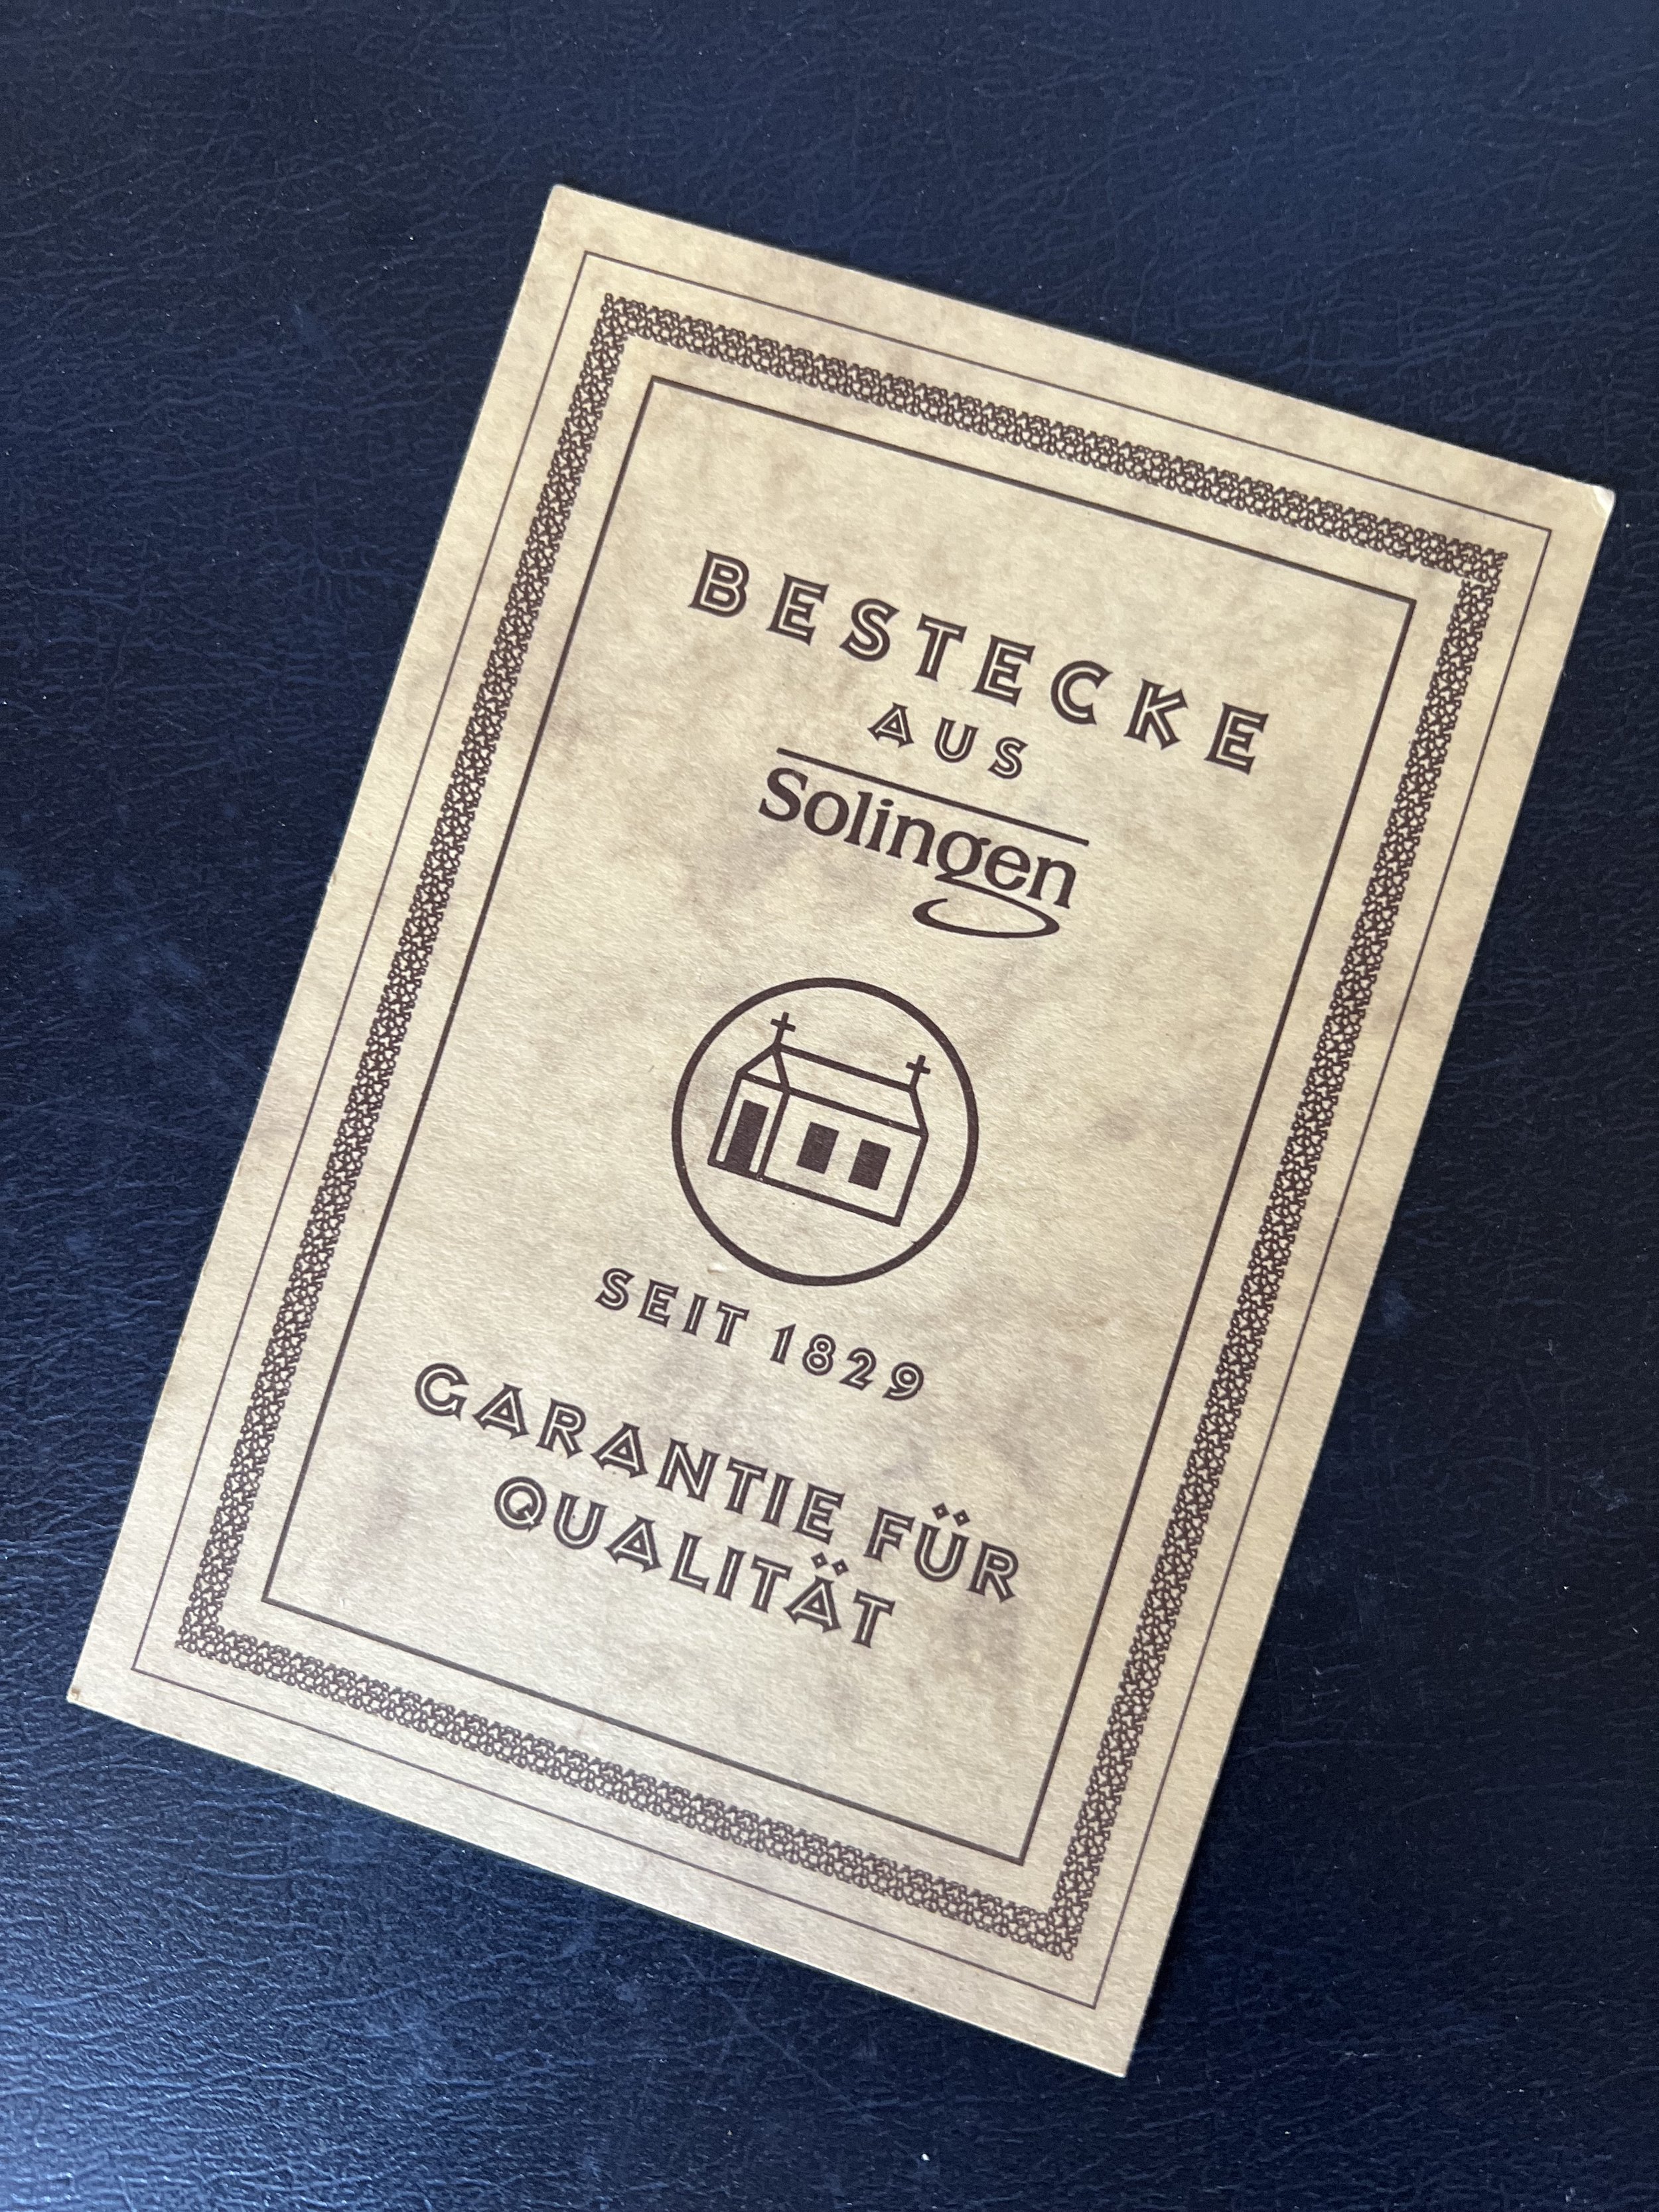 BESTECKE
AUS
Solingen
SEIT 1829
GARANTIE FÜR
QUALITÄT